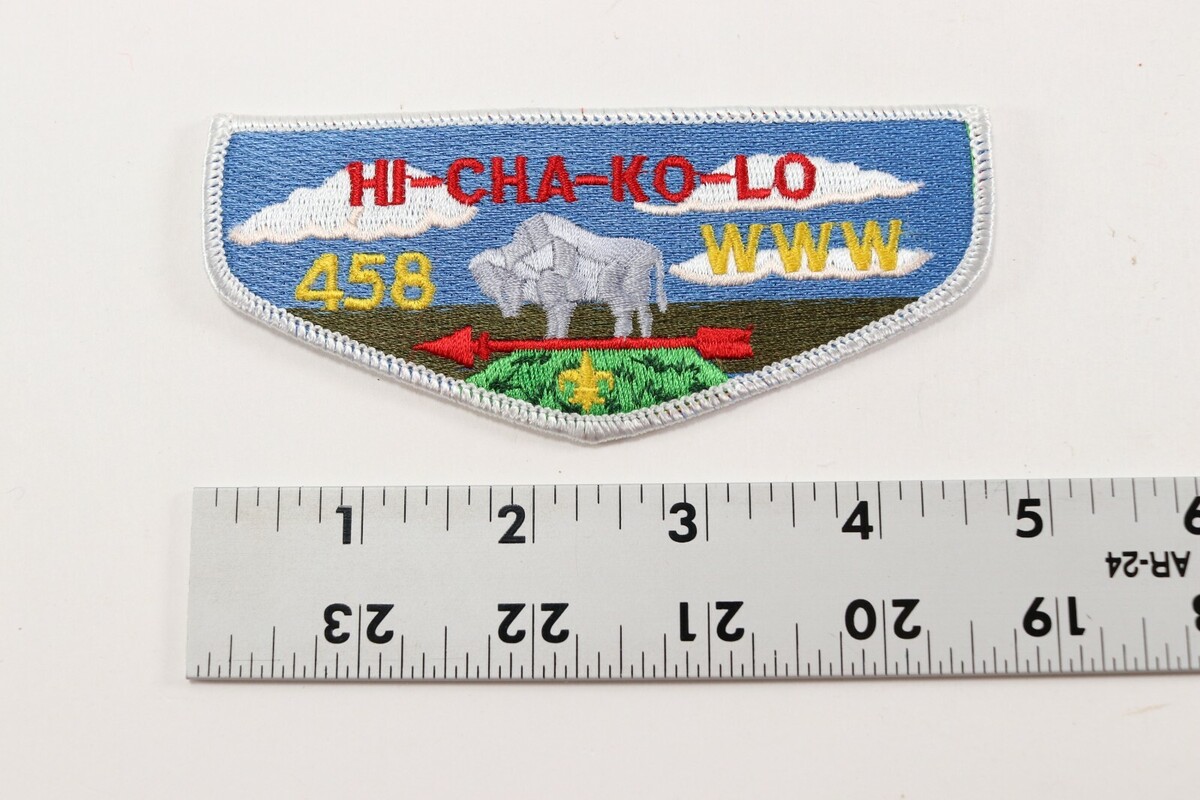 HI-CHA-KO-LO
458 WWW
1 2 3 4 5 6
AR-24
23 22 21 20 19